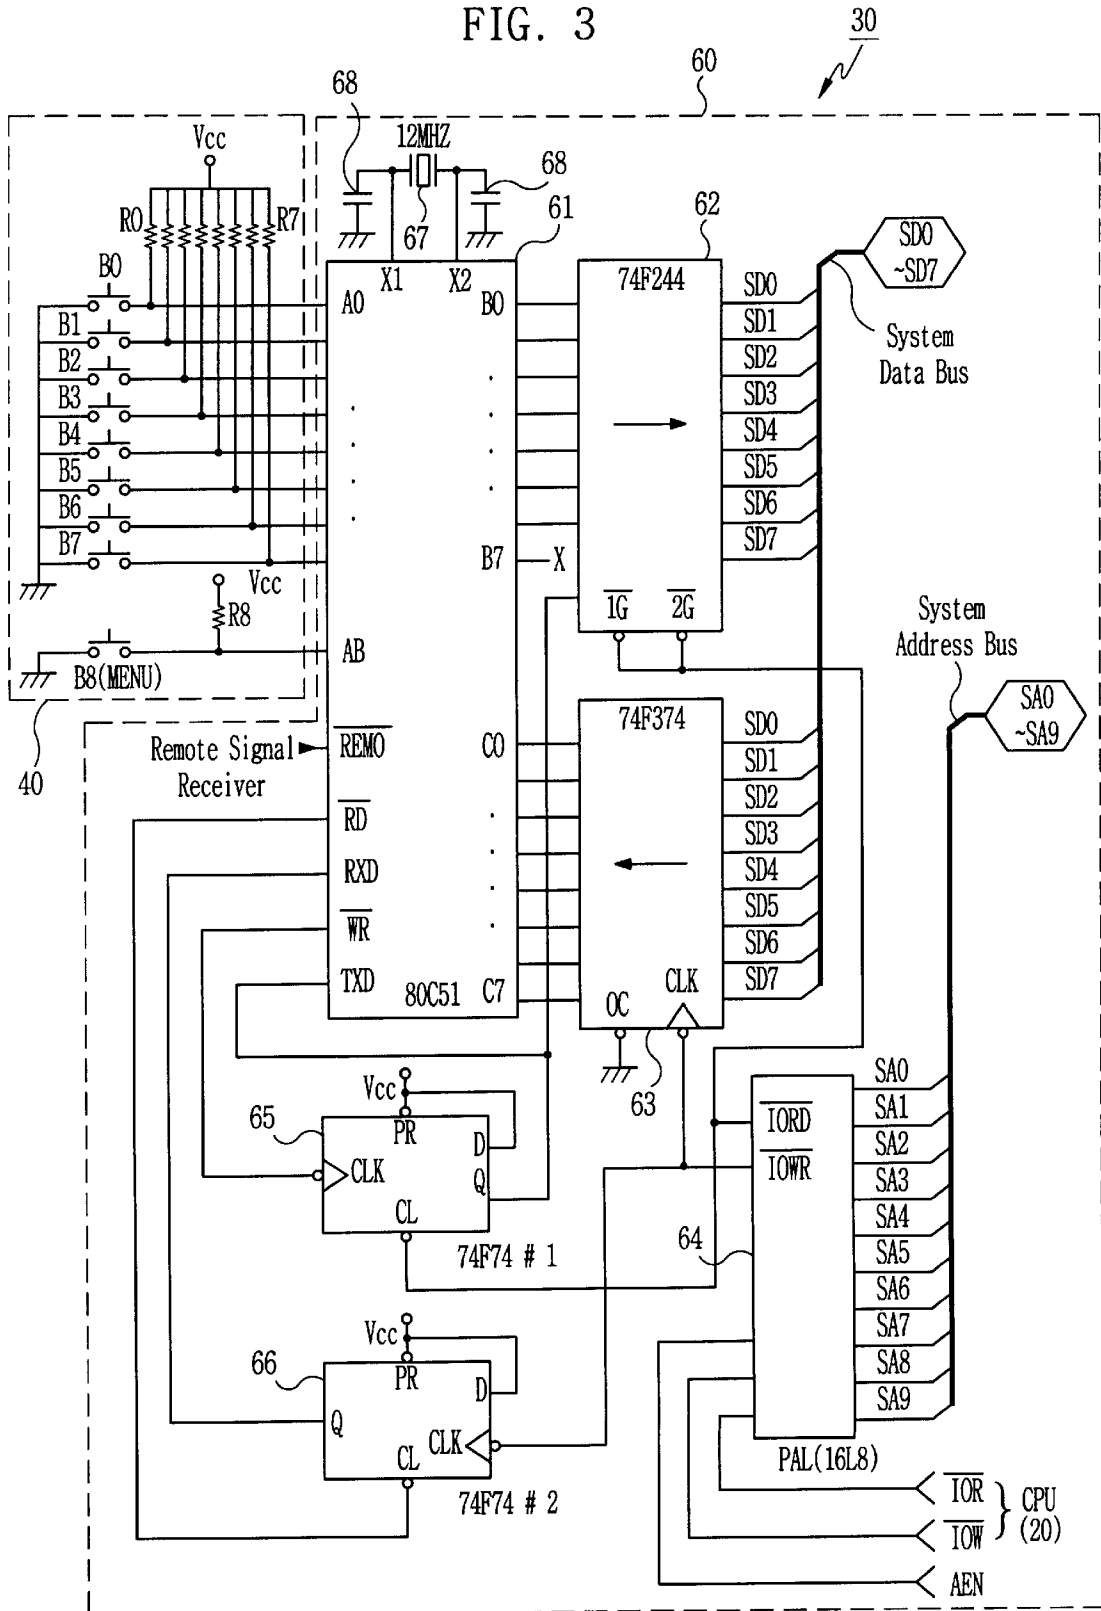 FIG. 3
30
60
68
12MHZ
68
67
61
62
Vcc
R0
R7
B0
B1
B2
B3
B4
B5
B6
B7
Vcc
R8
B8(MENU)
40
X1
X2
A0
AB
B0
B7
X
74F244
1G
2G
SD0
SD1
SD2
SD3
SD4
SD5
SD6
SD7
SD0
~SD7
System
Data Bus
System
Address Bus
SA0
~SA9
Remote Signal
Receiver
REMO
RD
RXD
WR
TXD
80C51
C0
C7
74F374
OC
CLK
63
SD0
SD1
SD2
SD3
SD4
SD5
SD6
SD7
65
Vcc
PR
D
CLK
Q
CL
74F74 # 1
66
Vcc
PR
D
Q
CLK
CL
74F74 # 2
64
IORD
IOWR
SA0
SA1
SA2
SA3
SA4
SA5
SA6
SA7
SA8
SA9
PAL(16L8)
IOR
IOW
CPU
(20)
AEN